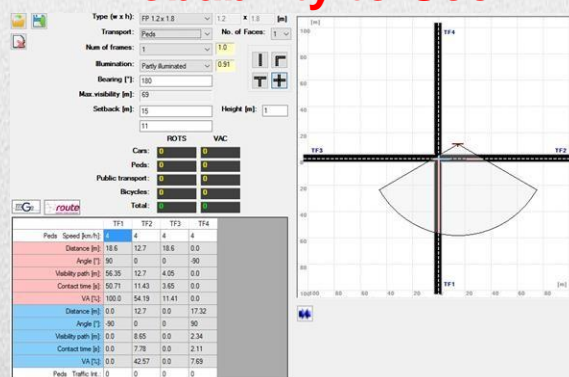 Type (w x h): FP 1.2 x 1.8 1.2 x 1.8 [m]
Transport: Peds No. of Faces: 1
Num of frames: 1 1.0
Illumination: Partly illuminated 0.91
Bearing [°]: 180
Max.visibility [m]: 69
Setback [m]: 15 Height [m]: 1
11
ROTS VAC
Cars: 0 0
Peds: 0 0
Public transport: 0 0
Bicycles: 0 0
Total: 0 0
route
TF1 TF2 TF3 TF4
Peds Speed [km/h]: 4 4 4 4
Distance [m]: 18.6 12.7 18.6 0.0
Angle [°]: 90 0 0 -90
Visibility path [m]: 56.35 12.7 4.05 0.0
Contact time [s]: 50.71 11.43 3.65 0.0
VA [%]: 100.0 54.19 11.41 0.0
Distance [m]: 0.0 12.7 0.0 17.32
Angle [°]: -90 0 0 90
Visibility path [m]: 0.0 8.65 0.0 2.34
Contact time [s]: 0.0 7.78 0.0 2.11
VA [%]: 0.0 42.57 0.0 7.69
Peds Traffic Int.: 0 0 0 0
[m]
100
TF4
80
60
40
20
TF3 TF2
0
20
40
60
80
TF1 [m]
100 80 60 40 20 0 20 40 60 80